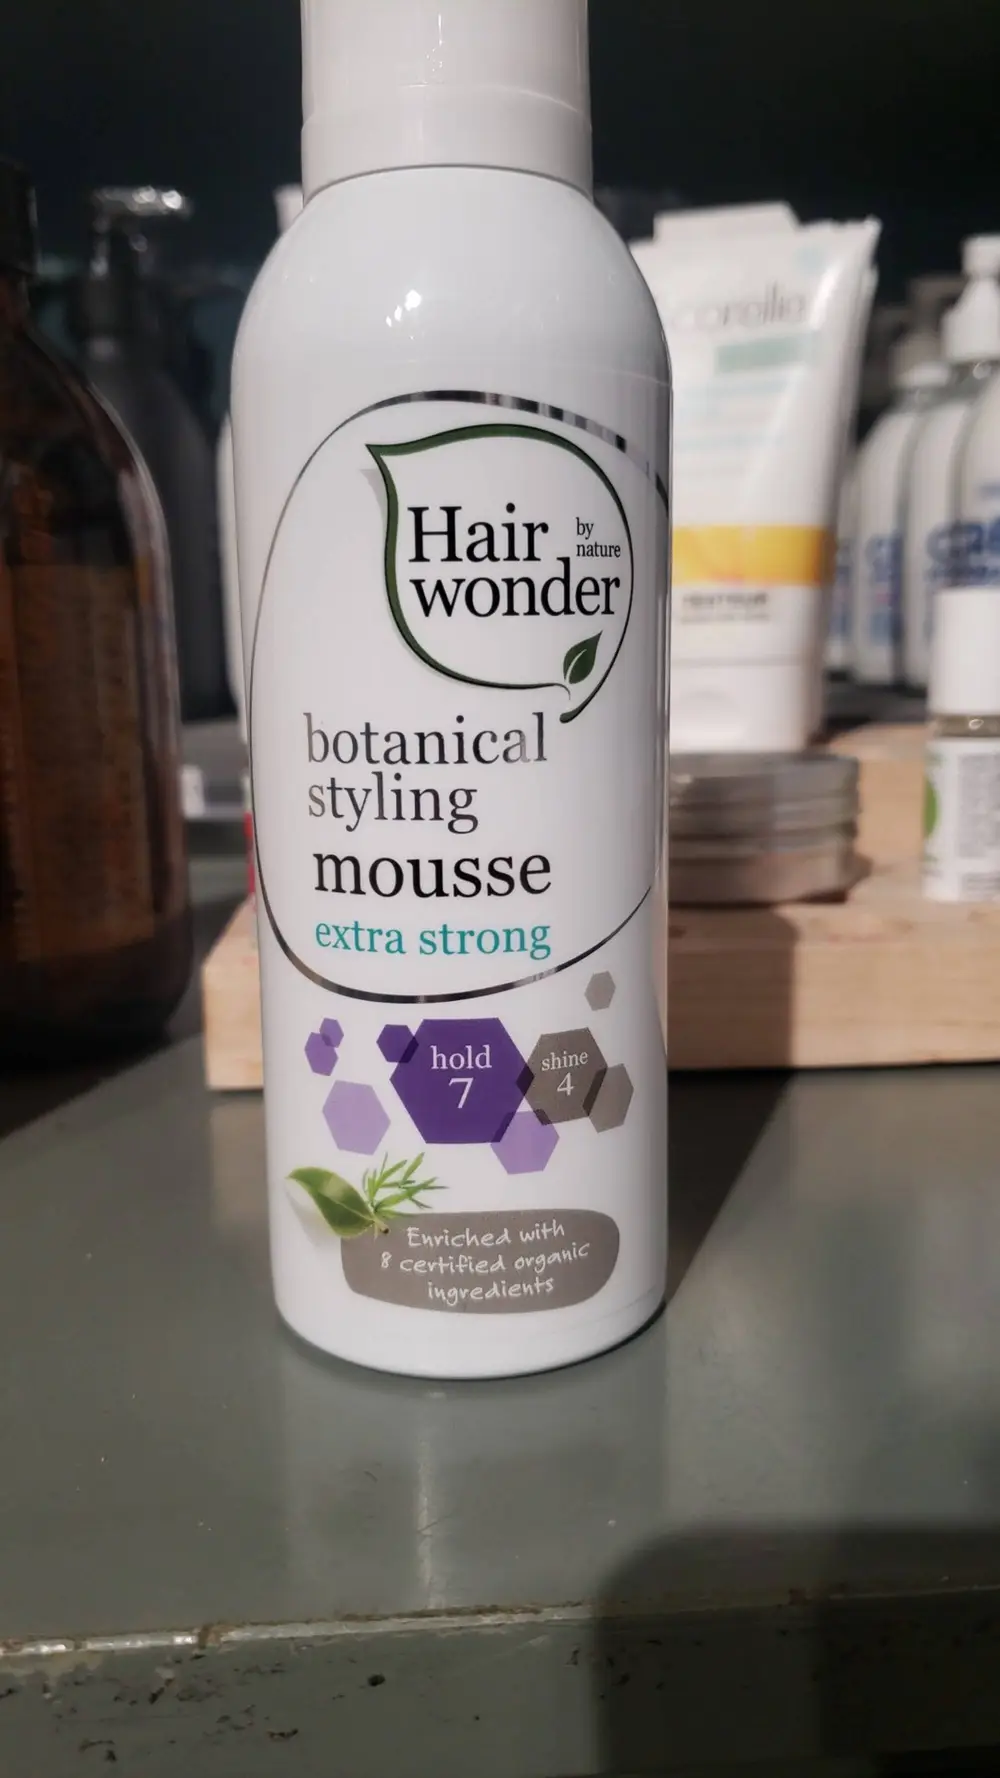 Hair by nature
wonder
botanical
styling
mousse
extra strong
hold
7
shine
4
Enriched with
8 certified organic
ingredients